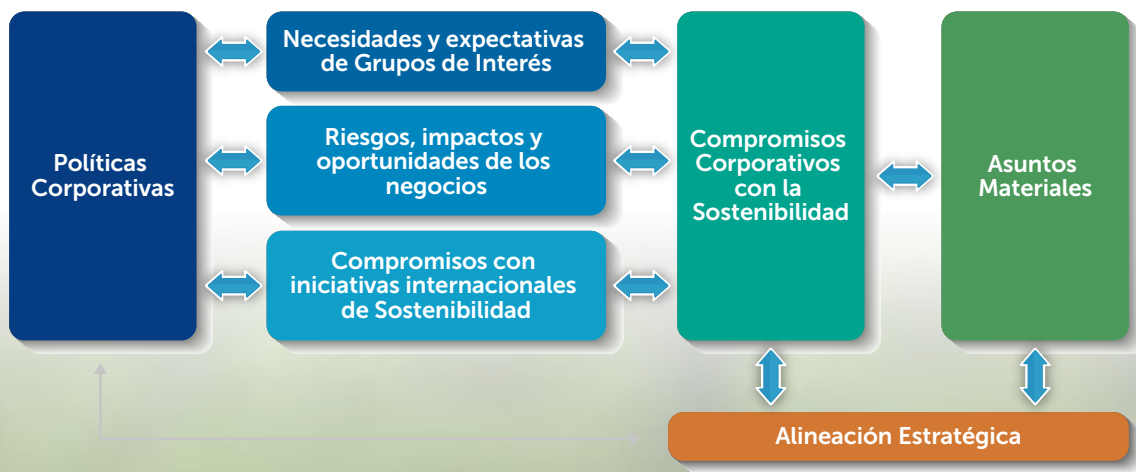 Políticas
Corporativas
Necesidades y expectativas
de Grupos de Interés
Riesgos, impactos y
oportunidades de los
negocios
Compromisos con
iniciativas internacionales
de Sostenibilidad
Compromisos
Corporativos
con la
Sostenibilidad
Asuntos
Materiales
Alineación Estratégica